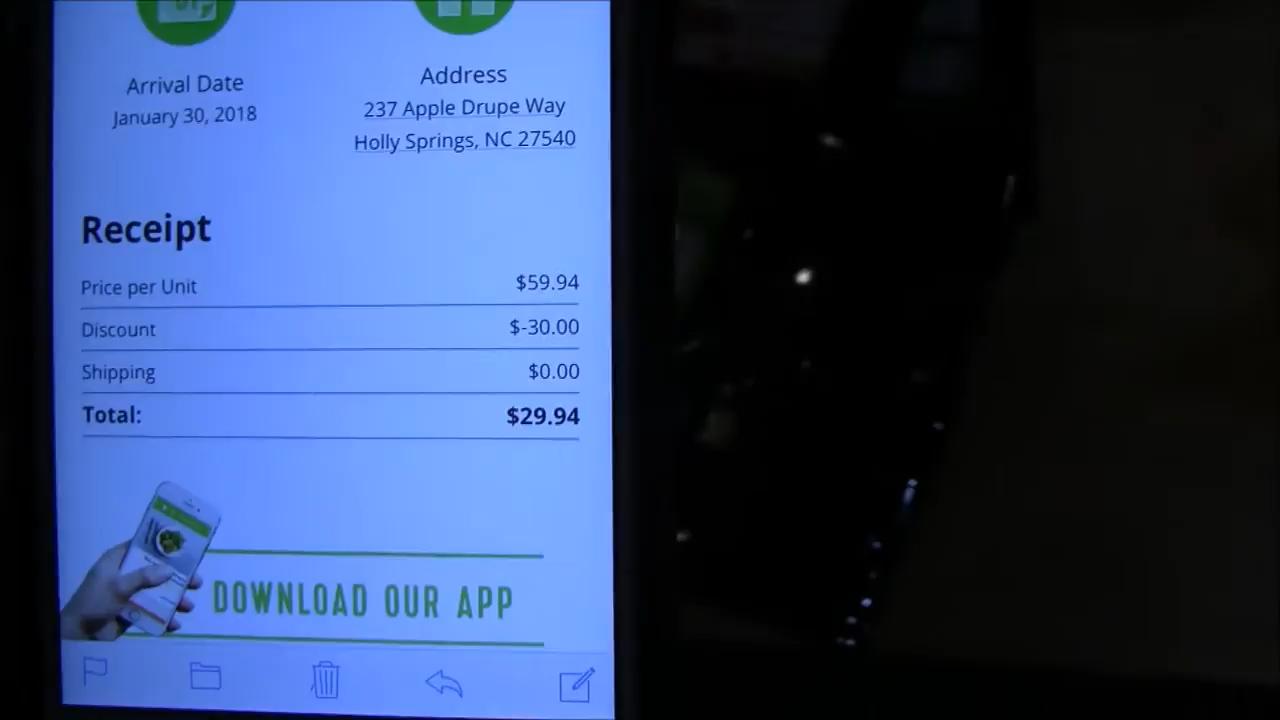 Arrival Date
January 30, 2018
Address
237 Apple Drupe Way
Holly Springs, NC 27540
Receipt
Price per Unit $59.94
Discount $-30.00
Shipping $0.00
Total: $29.94
DOWNLOAD OUR APP